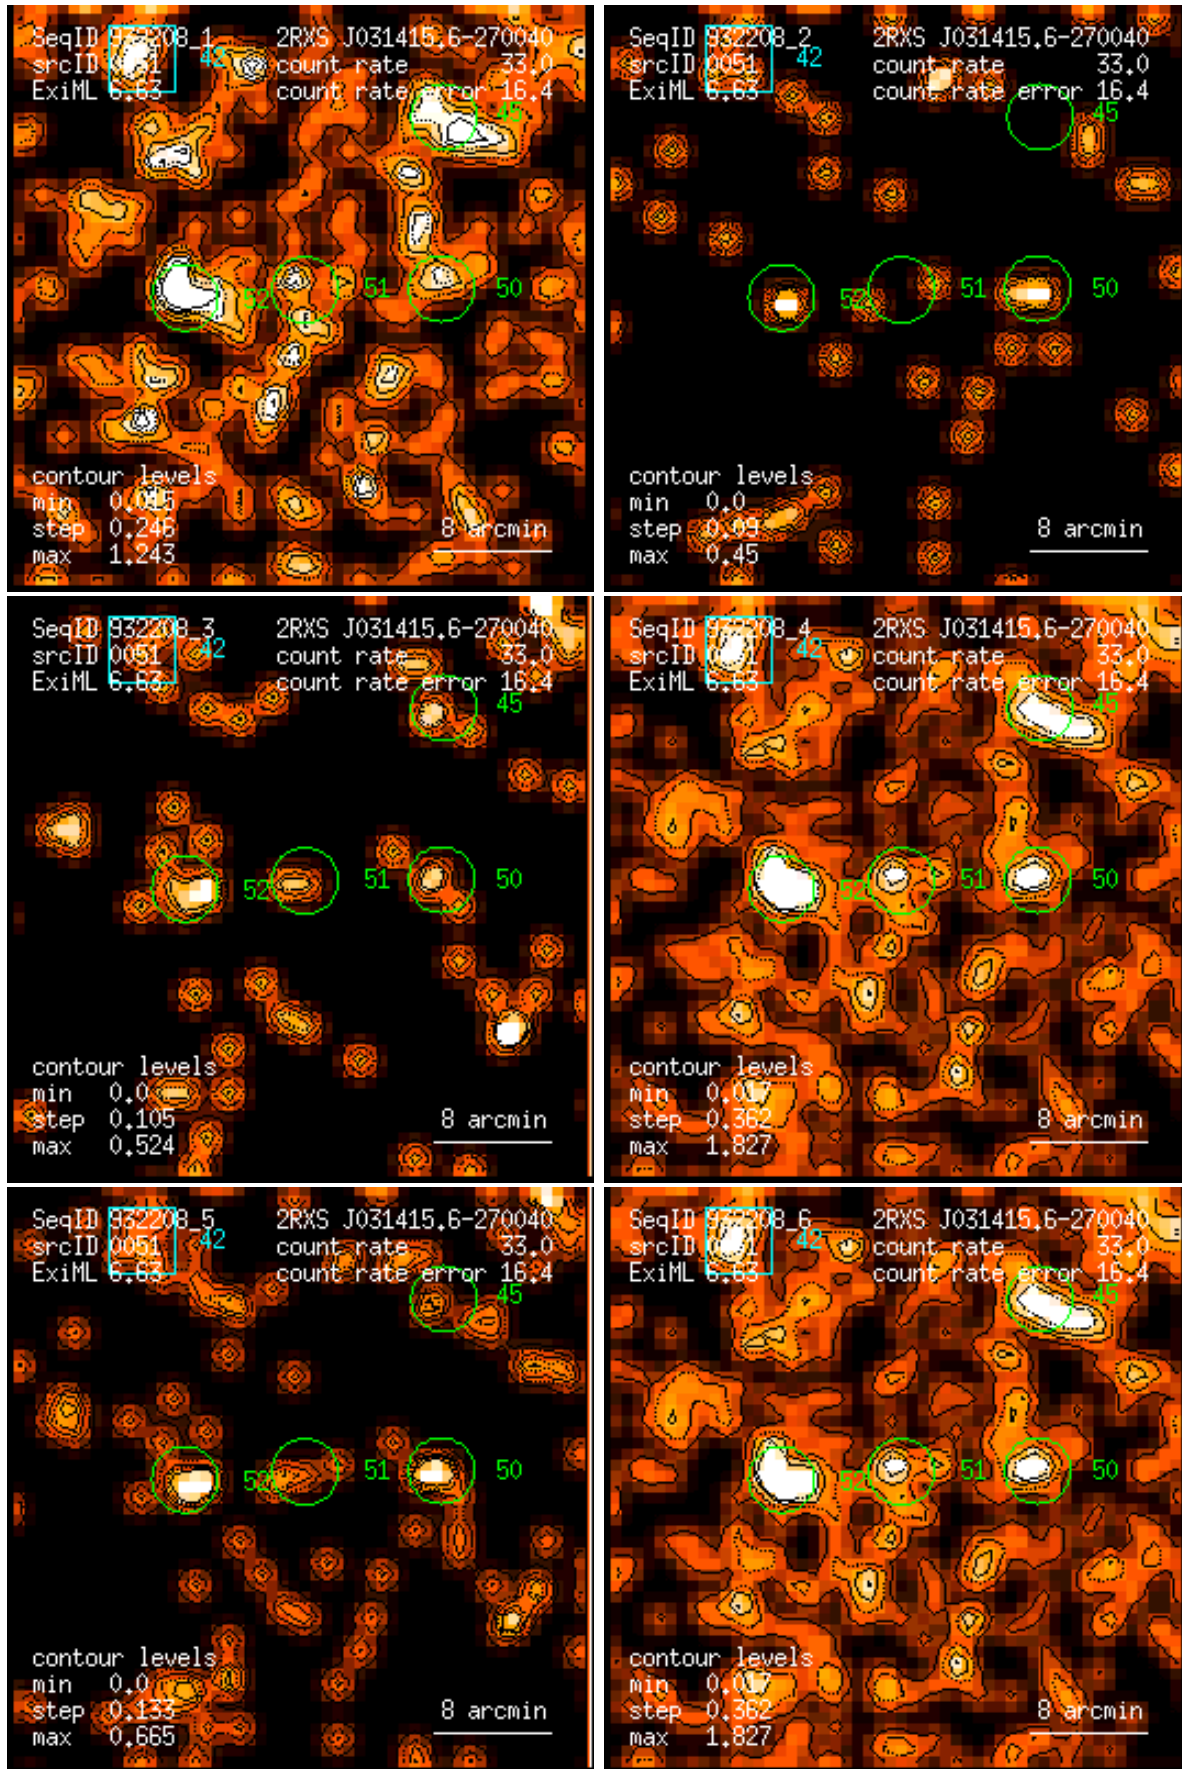 SeqID 932208_1 2RXS J031415.6-270040
srcID 0051 42 count rate 33.0
ExiML 6.63 count rate error 16.4
45
52 51 50
contour levels
min 0.015
step 0.246 8 arcmin
max 1.243
SeqID 932208_2 2RXS J031415.6-270040
srcID 0051 42 count rate 33.0
ExiML 6.63 count rate error 16.4
45
52 51 50
contour levels
min 0.0
step 0.09 8 arcmin
max 0.45
SeqID 932208_3 2RXS J031415.6-270040
srcID 0051 42 count rate 33.0
ExiML 6.63 count rate error 16.4
45
52 51 50
contour levels
min 0.0
step 0.105 8 arcmin
max 0.524
SeqID 932208_4 2RXS J031415.6-270040
srcID 0051 42 count rate 33.0
ExiML 6.63 count rate error 16.4
45
52 51 50
contour levels
min 0.017
step 0.362 8 arcmin
max 1.827
SeqID 932208_5 2RXS J031415.6-270040
srcID 0051 42 count rate 33.0
ExiML 6.63 count rate error 16.4
45
52 51 50
contour levels
min 0.0
step 0.133 8 arcmin
max 0.665
SeqID 932208_6 2RXS J031415.6-270040
srcID 0051 42 count rate 33.0
ExiML 6.63 count rate error 16.4
45
52 51 50
contour levels
min 0.017
step 0.362 8 arcmin
max 1.827